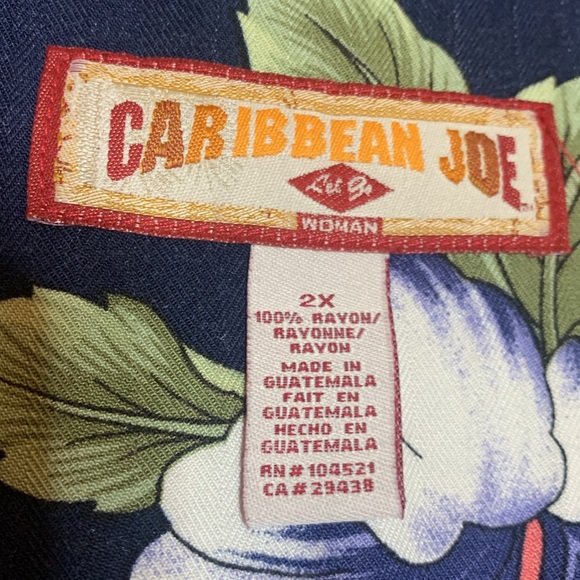 CARIBBEAN JOE
Let Go
WOMAN
2X
100% RAYON/
RAYONNE/
RAYON
MADE IN
GUATEMALA
FAIT EN
GUATEMALA
HECHO EN
GUATEMALA
RN# 104521
CA# 29438